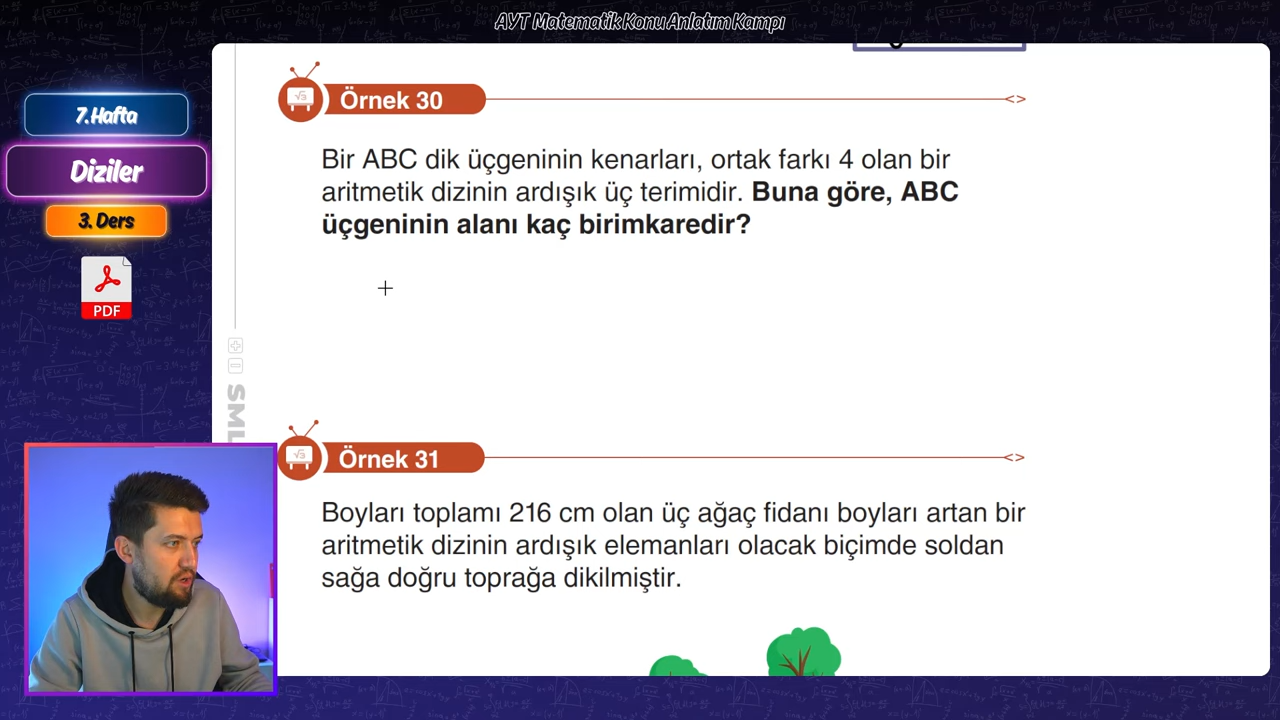 AYT Matematik Konu Anlatım Kampı
7.Hafta
Diziler
3. Ders
PDF
Örnek 30
Bir ABC dik üçgeninin kenarları, ortak farkı 4 olan bir
aritmetik dizinin ardışık üç terimidir. Buna göre, ABC
üçgeninin alanı kaç birimkaredir?
SML
Örnek 31
Boyları toplamı 216 cm olan üç ağaç fidanı boyları artan bir
aritmetik dizinin ardışık elemanları olacak biçimde soldan
sağa doğru toprağa dikilmiştir.